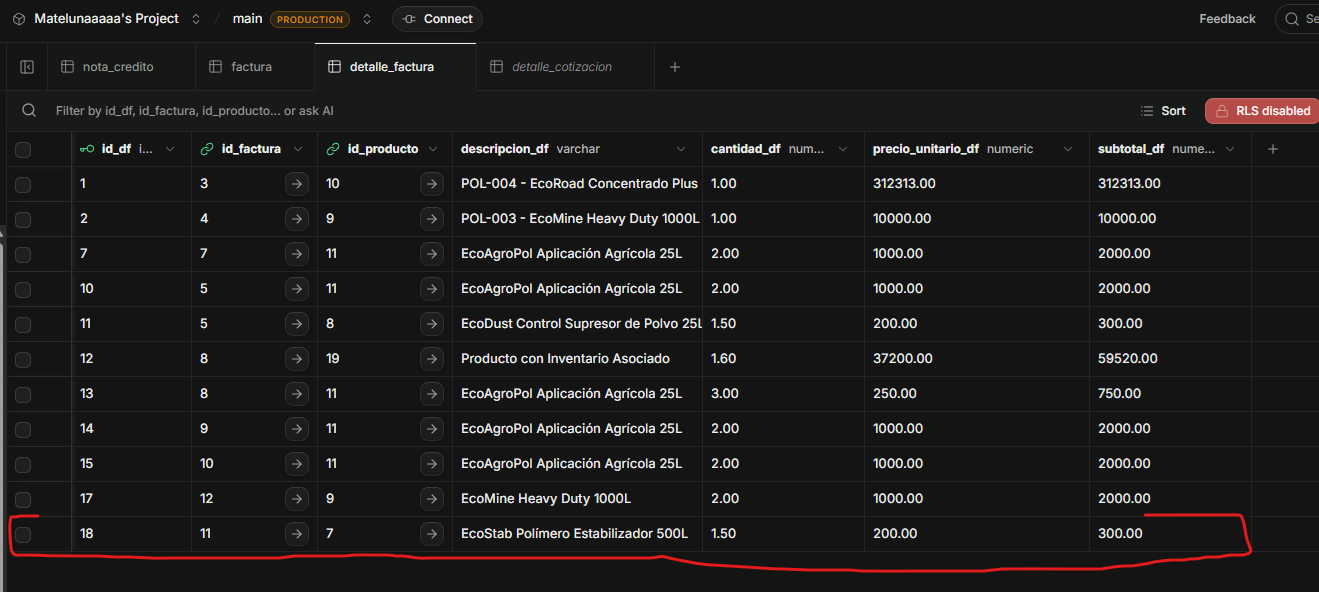 Matelunaaaaa's Project / main PRODUCTION Connect Feedback Se
nota_credito factura detalle_factura detalle_cotizacion +
Filter by id_df, id_factura, id_producto... or ask AI Sort RLS disabled
id_df i... id_factura id_producto descripcion_df varchar cantidad_df num... precio_unitario_df numeric subtotal_df nume... +
1 3 10 POL-004 - EcoRoad Concentrado Plus 1.00 312313.00 312313.00
2 4 9 POL-003 - EcoMine Heavy Duty 1000L 1.00 10000.00 10000.00
7 7 11 EcoAgroPol Aplicación Agrícola 25L 2.00 1000.00 2000.00
10 5 11 EcoAgroPol Aplicación Agrícola 25L 2.00 1000.00 2000.00
11 5 8 EcoDust Control Supresor de Polvo 25L 1.50 200.00 300.00
12 8 19 Producto con Inventario Asociado 1.60 37200.00 59520.00
13 8 11 EcoAgroPol Aplicación Agrícola 25L 3.00 250.00 750.00
14 9 11 EcoAgroPol Aplicación Agrícola 25L 2.00 1000.00 2000.00
15 10 11 EcoAgroPol Aplicación Agrícola 25L 2.00 1000.00 2000.00
17 12 9 EcoMine Heavy Duty 1000L 2.00 1000.00 2000.00
18 11 7 EcoStab Polímero Estabilizador 500L 1.50 200.00 300.00